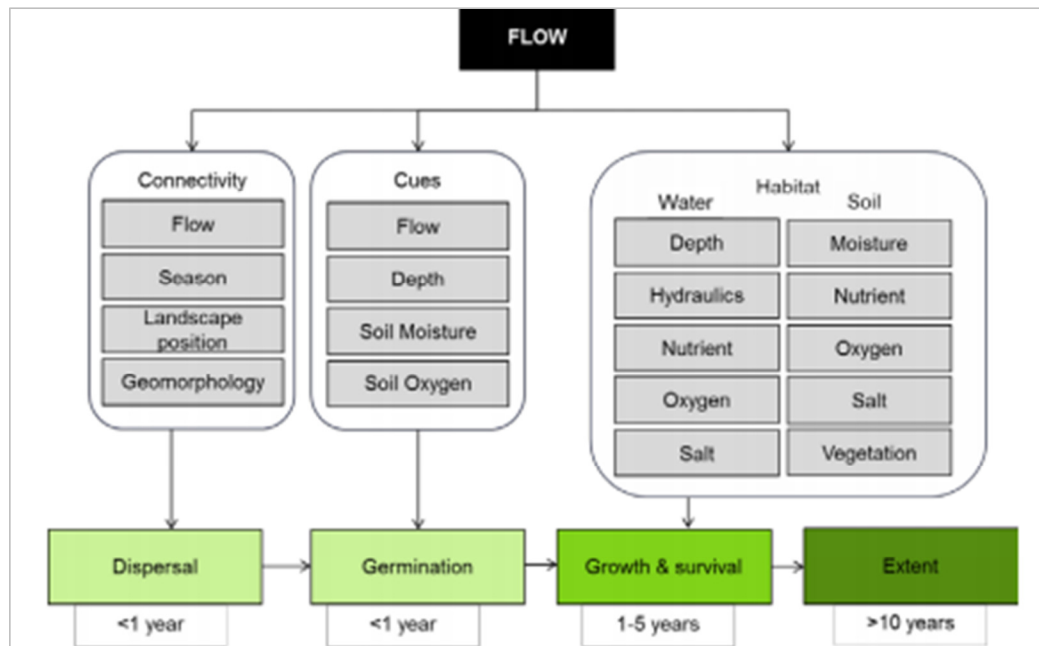 FLOW
Connectivity
Flow
Season
Landscape
position
Geomorphology
Cues
Flow
Depth
Soil Moisture
Soil Oxygen
Habitat
Water
Depth
Hydraulics
Nutrient
Oxygen
Salt
Soil
Moisture
Nutrient
Oxygen
Salt
Vegetation
Dispersal
<1 year
Germination
<1 year
Growth & survival
1-5 years
Extent
>10 years